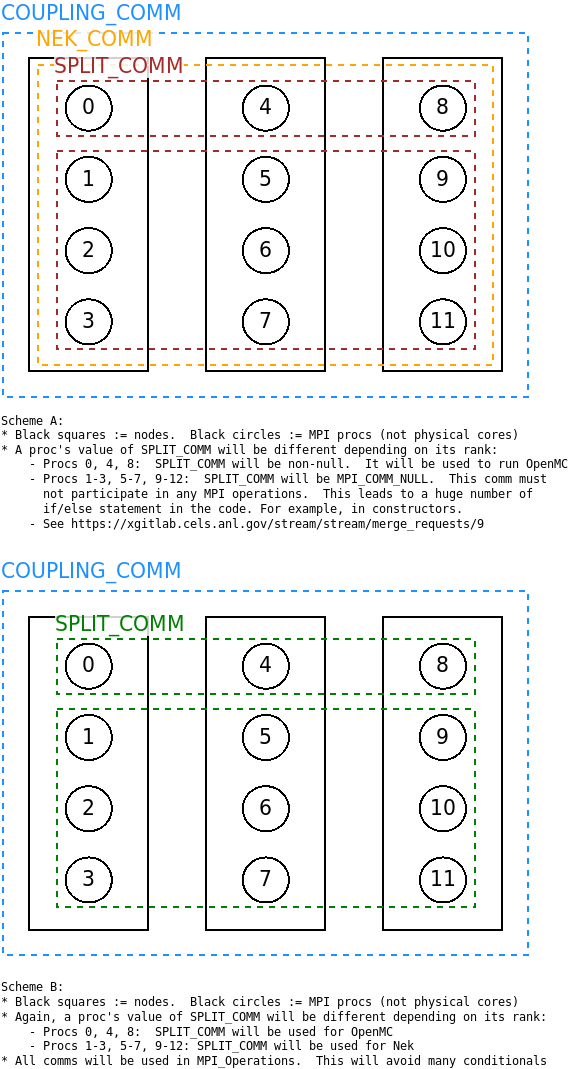 COUPLING_COMM
NEK_COMM
SPLIT_COMM
0 4 8
1 5 9
2 6 10
3 7 11
Scheme A:
* Black squares := nodes.  Black circles := MPI procs (not physical cores)
* A proc's value of SPLIT_COMM will be different depending on its rank:
- Procs 0, 4, 8:  SPLIT_COMM will be non-null.  It will be used to run OpenMC
- Procs 1-3, 5-7, 9-12:  SPLIT_COMM will be MPI_COMM_NULL.  This comm must
not participate in any MPI operations.  This leads to a huge number of
if/else statement in the code. For example, in constructors.
- See https://xgitlab.cels.anl.gov/stream/stream/merge_requests/9
COUPLING_COMM
SPLIT_COMM
0 4 8
1 5 9
2 6 10
3 7 11
Scheme B:
* Black squares := nodes.  Black circles := MPI procs (not physical cores)
* Again, a proc's value of SPLIT_COMM will be different depending on its rank:
- Procs 0, 4, 8:  SPLIT_COMM will be used for OpenMC
- Procs 1-3, 5-7, 9-12: SPLIT_COMM will be used for Nek
* All comms will be used in MPI_Operations.  This will avoid many conditionals